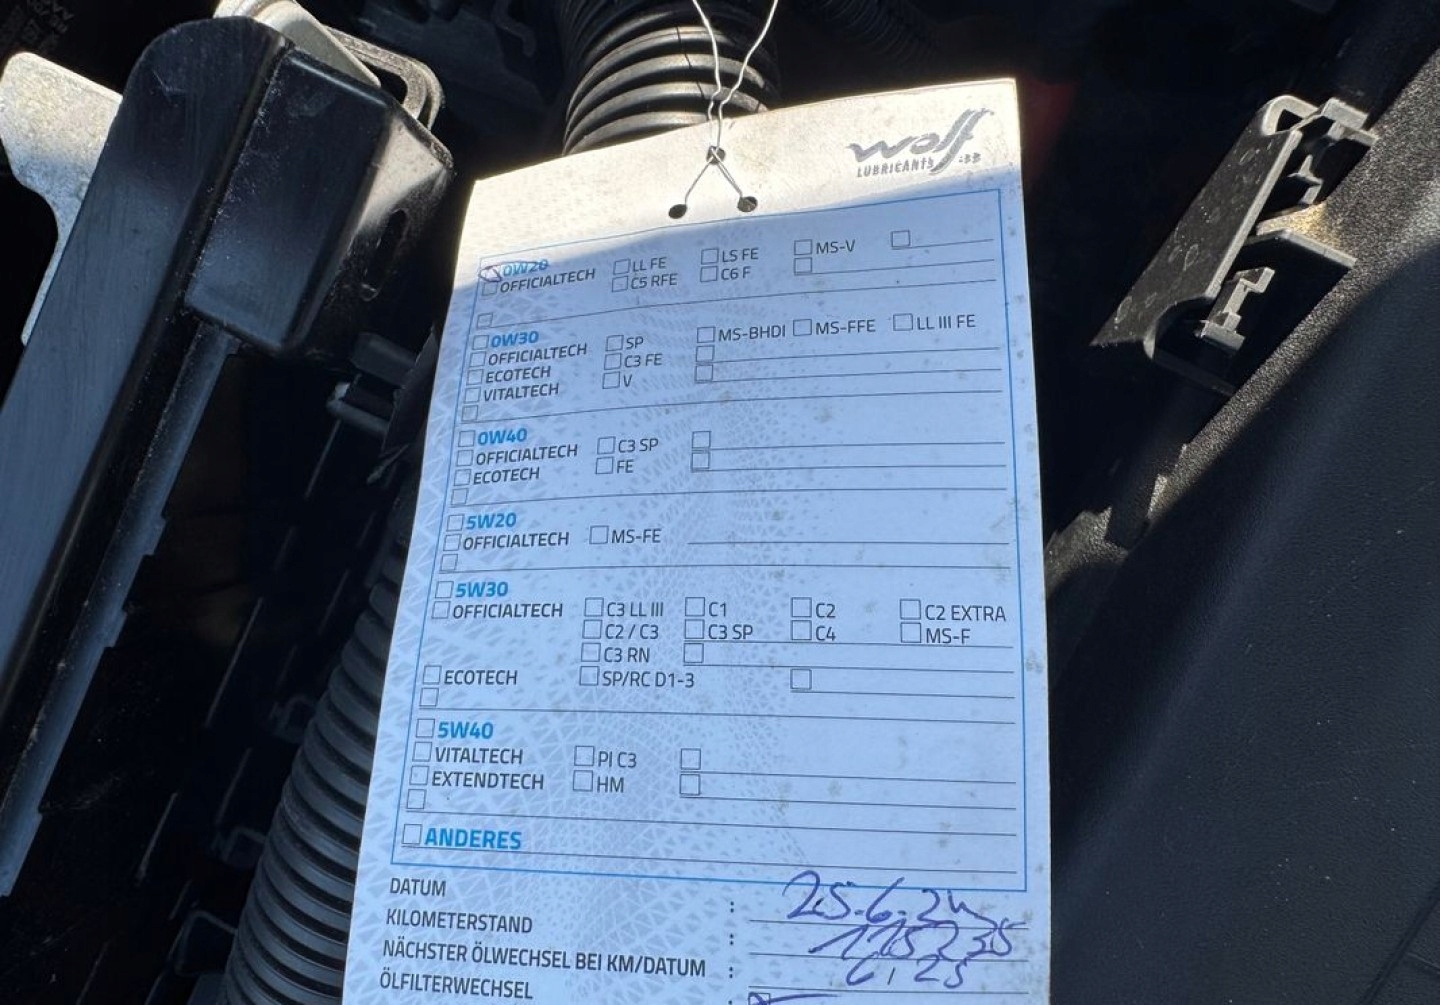 wolf
LUBRICANTS
0W20
OFFICIALTECH LL FE LS FE MS-V
C5 RFE C6 F
0W30
OFFICIALTECH SP MS-BHDI MS-FFE LL III FE
ECOTECH C3 FE
VITALTECH V
0W40
OFFICIALTECH C3 SP
ECOTECH FE
5W20
OFFICIALTECH MS-FE
5W30
OFFICIALTECH C3 LL III C1 C2 C2 EXTRA
C2 / C3 C3 SP C4 MS-F
C3 RN
ECOTECH SP/RC D1-3
5W40
VITALTECH PI C3
EXTENDTECH HM
ANDERES
DATUM : 25.6.24
KILOMETERSTAND : 115235
NÄCHSTER ÖLWECHSEL BEI KM/DATUM : 6.25
ÖLFILTERWECHSEL :